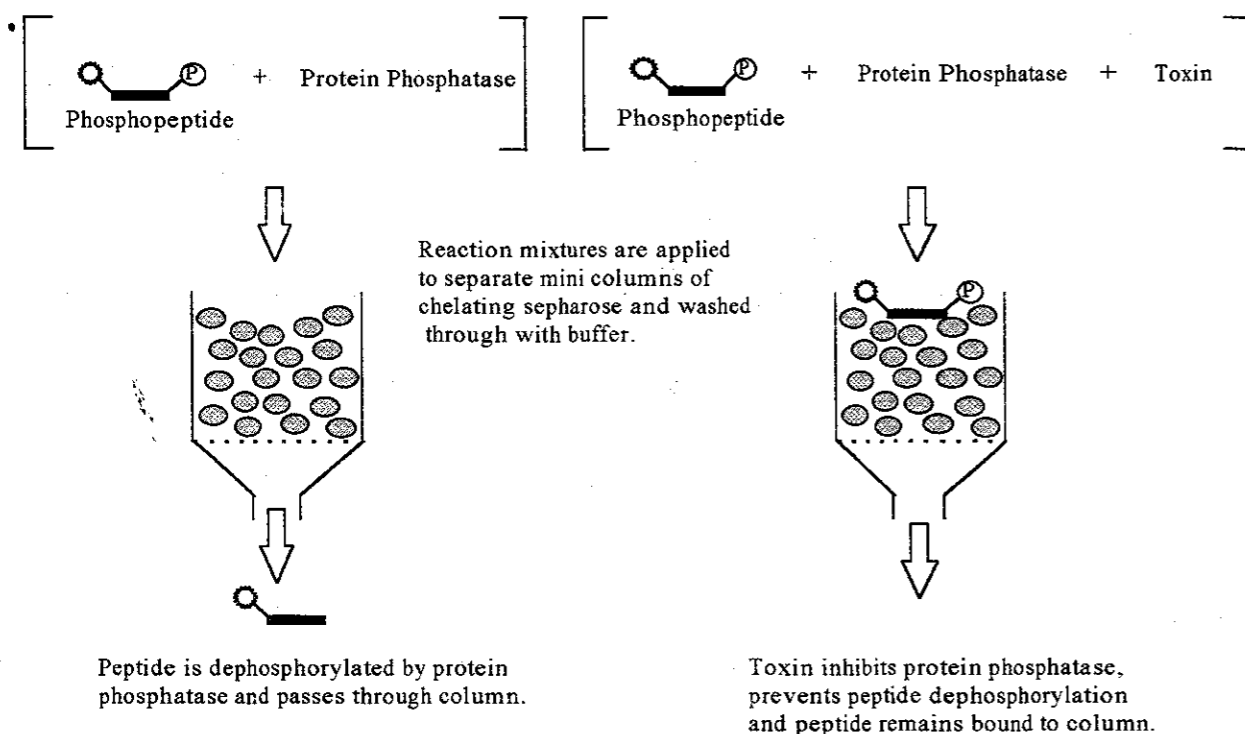 P + Protein Phosphatase
Phosphopeptide
P + Protein Phosphatase + Toxin
Phosphopeptide
Reaction mixtures are applied
to separate mini columns of
chelating sepharose and washed
through with buffer.
P
Peptide is dephosphorylated by protein
phosphatase and passes through column.
Toxin inhibits protein phosphatase,
prevents peptide dephosphorylation
and peptide remains bound to column.